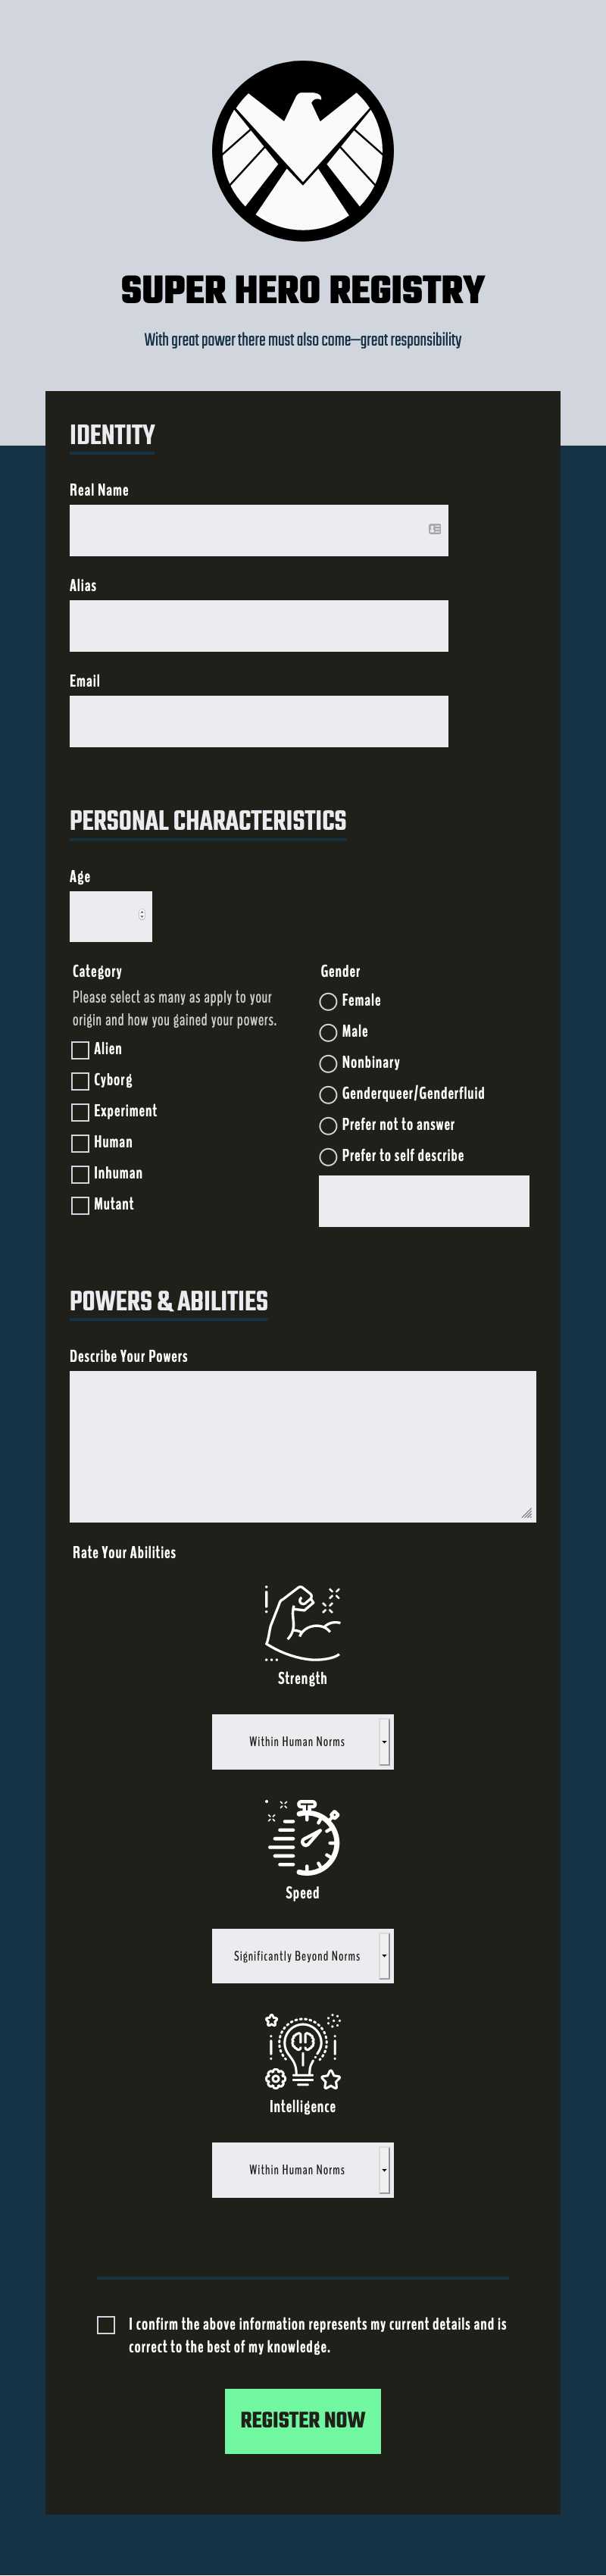 SUPER HERO REGISTRY
With great power there must also come—great responsibility
IDENTITY
Real Name
Alias
Email
PERSONAL CHARACTERISTICS
Age
Category
Please select as many as apply to your
origin and how you gained your powers.
Alien
Cyborg
Experiment
Human
Inhuman
Mutant
Gender
Female
Male
Nonbinary
Genderqueer/Genderfluid
Prefer not to answer
Prefer to self describe
POWERS & ABILITIES
Describe Your Powers
Rate Your Abilities
Strength
Within Human Norms
Speed
Significantly Beyond Norms
Intelligence
Within Human Norms
I confirm the above information represents my current details and is
correct to the best of my knowledge.
REGISTER NOW